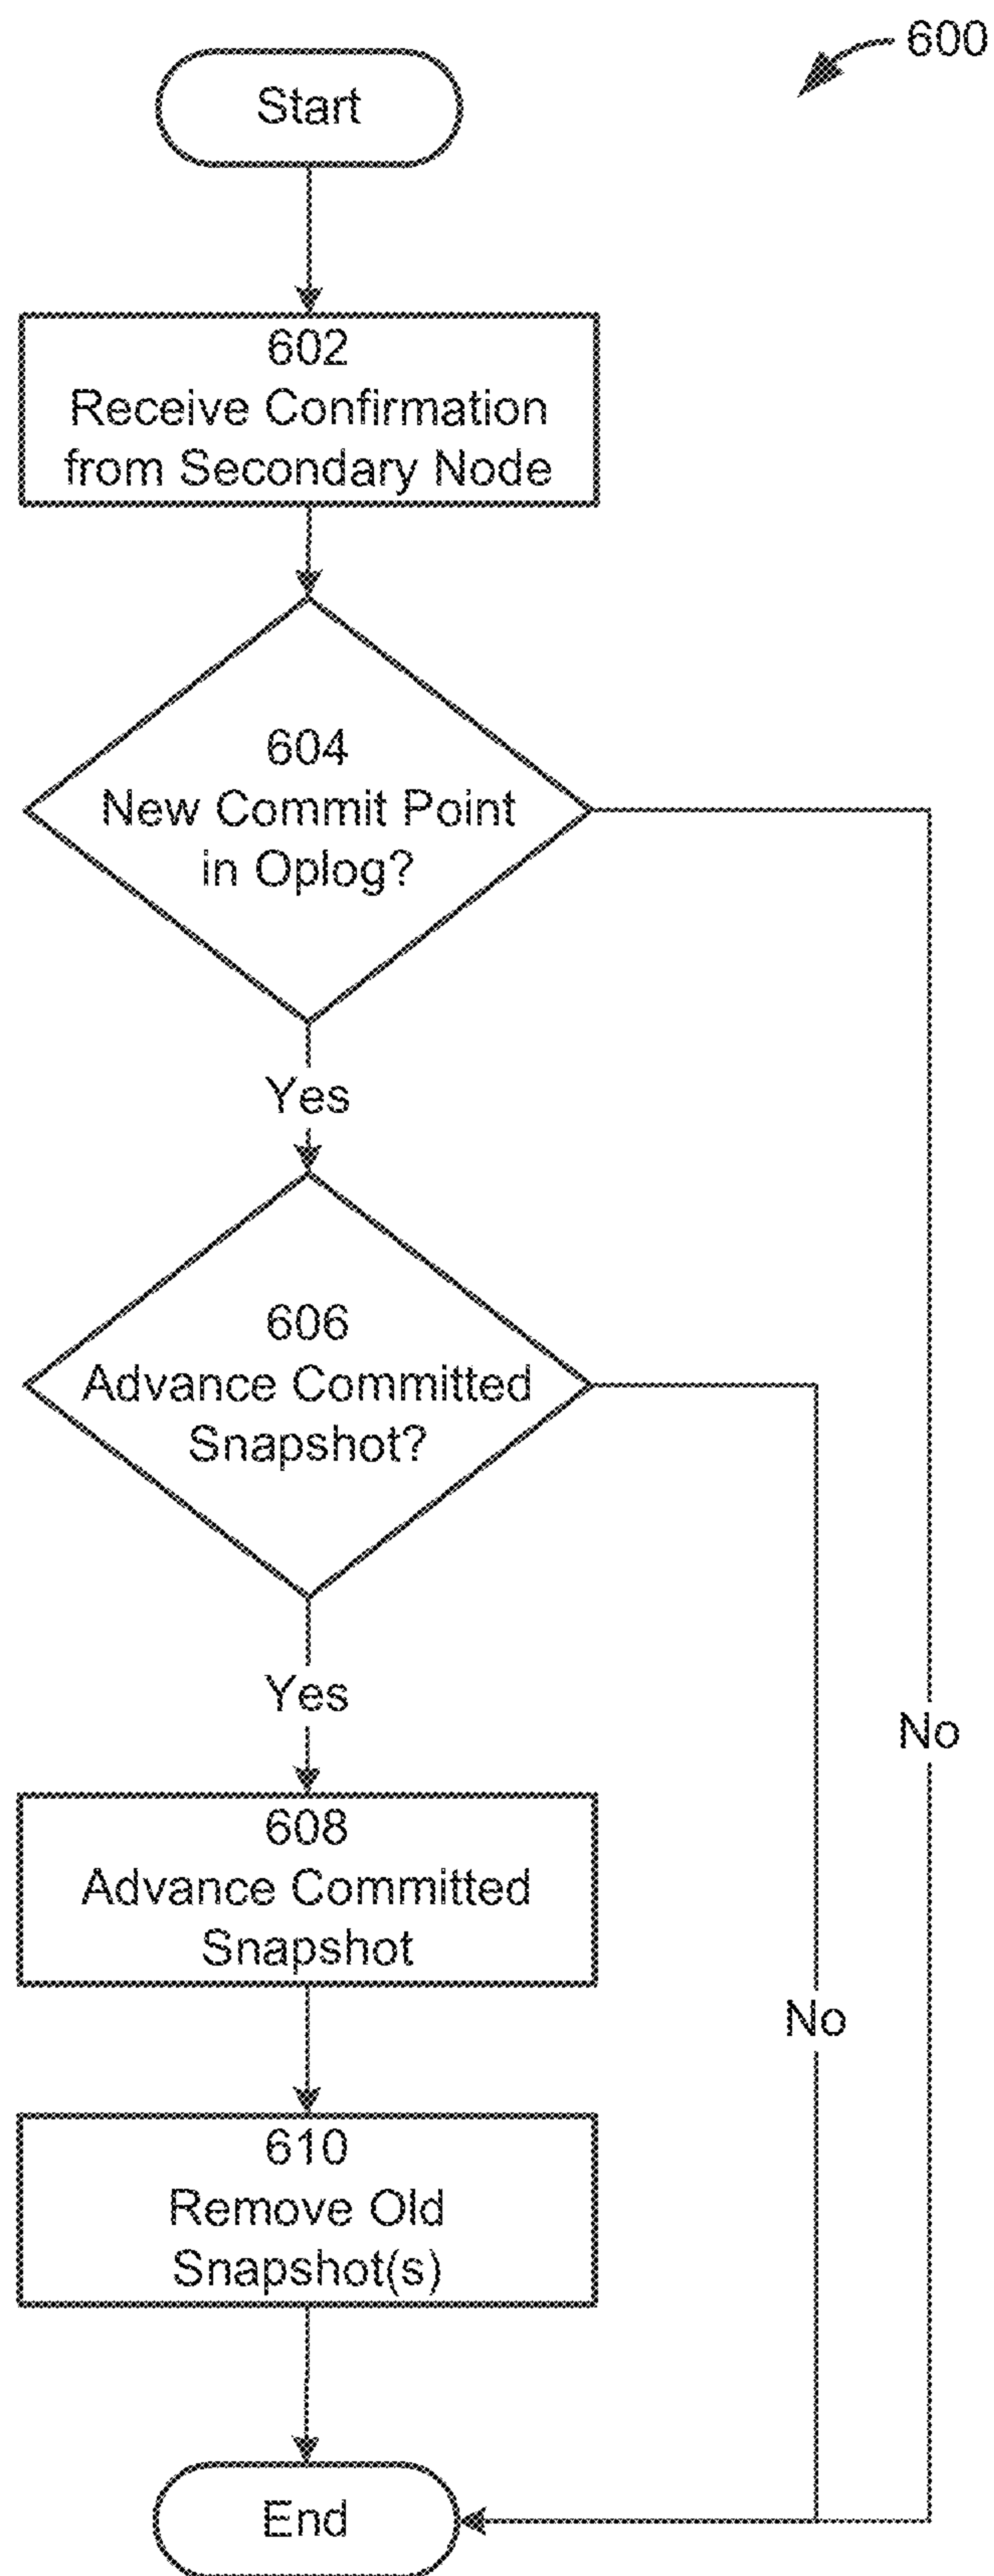 600
Start
602
Receive Confirmation
from Secondary Node
604
New Commit Point
in Oplog?
Yes
606
Advance Committed
Snapshot?
Yes
No
608
Advance Committed
Snapshot
No
610
Remove Old
Snapshot(s)
End